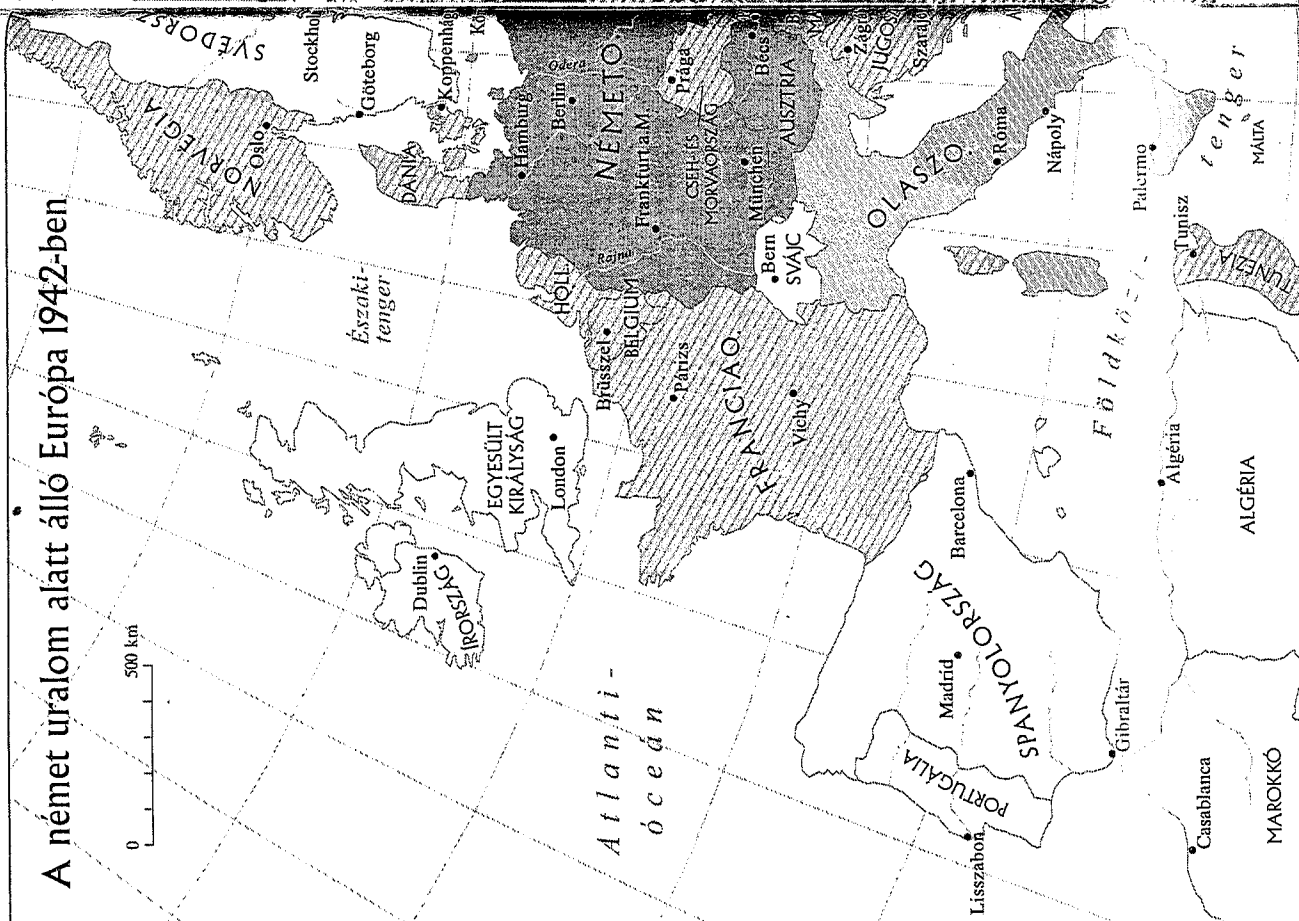 A német uralom alatt álló Európa 1942-ben
0 500 km
NORVÉGIA
Oslo
SVÉDORSZ
Stockhol
Göteborg
Koppenhág
DÁNIA
Északi-
tenger
Dublin
ÍRORSZÁG
EGYESÜLT
KIRÁLYSÁG
Loudon
HOLL.
Brüsszel
BELGIUM
Hamburg
Berlin
Odera
NÉMETO
Frankfurt a.M.
Rajna
Prága
CSEH-ÉS
MORVAORSZÁG
München
Bécs
AUSZTRIA
Bern
SVÁJC
Párizs
FRANCIAO.
Vichy
Atlanti-
óceán
Zágr
JUGOS
Szaraj
OLASZO.
Róma
Nápoly
Palermo
MÁLTA
Földközi-
tenger
Barcelona
Madrid
SPANYOLORSZÁG
PORTUGÁLIA
Lisszabon
Gibraltár
Tunisz
TUNÉZIA
Algéria
ALGÉRIA
Casablanca
MAROKKÓ